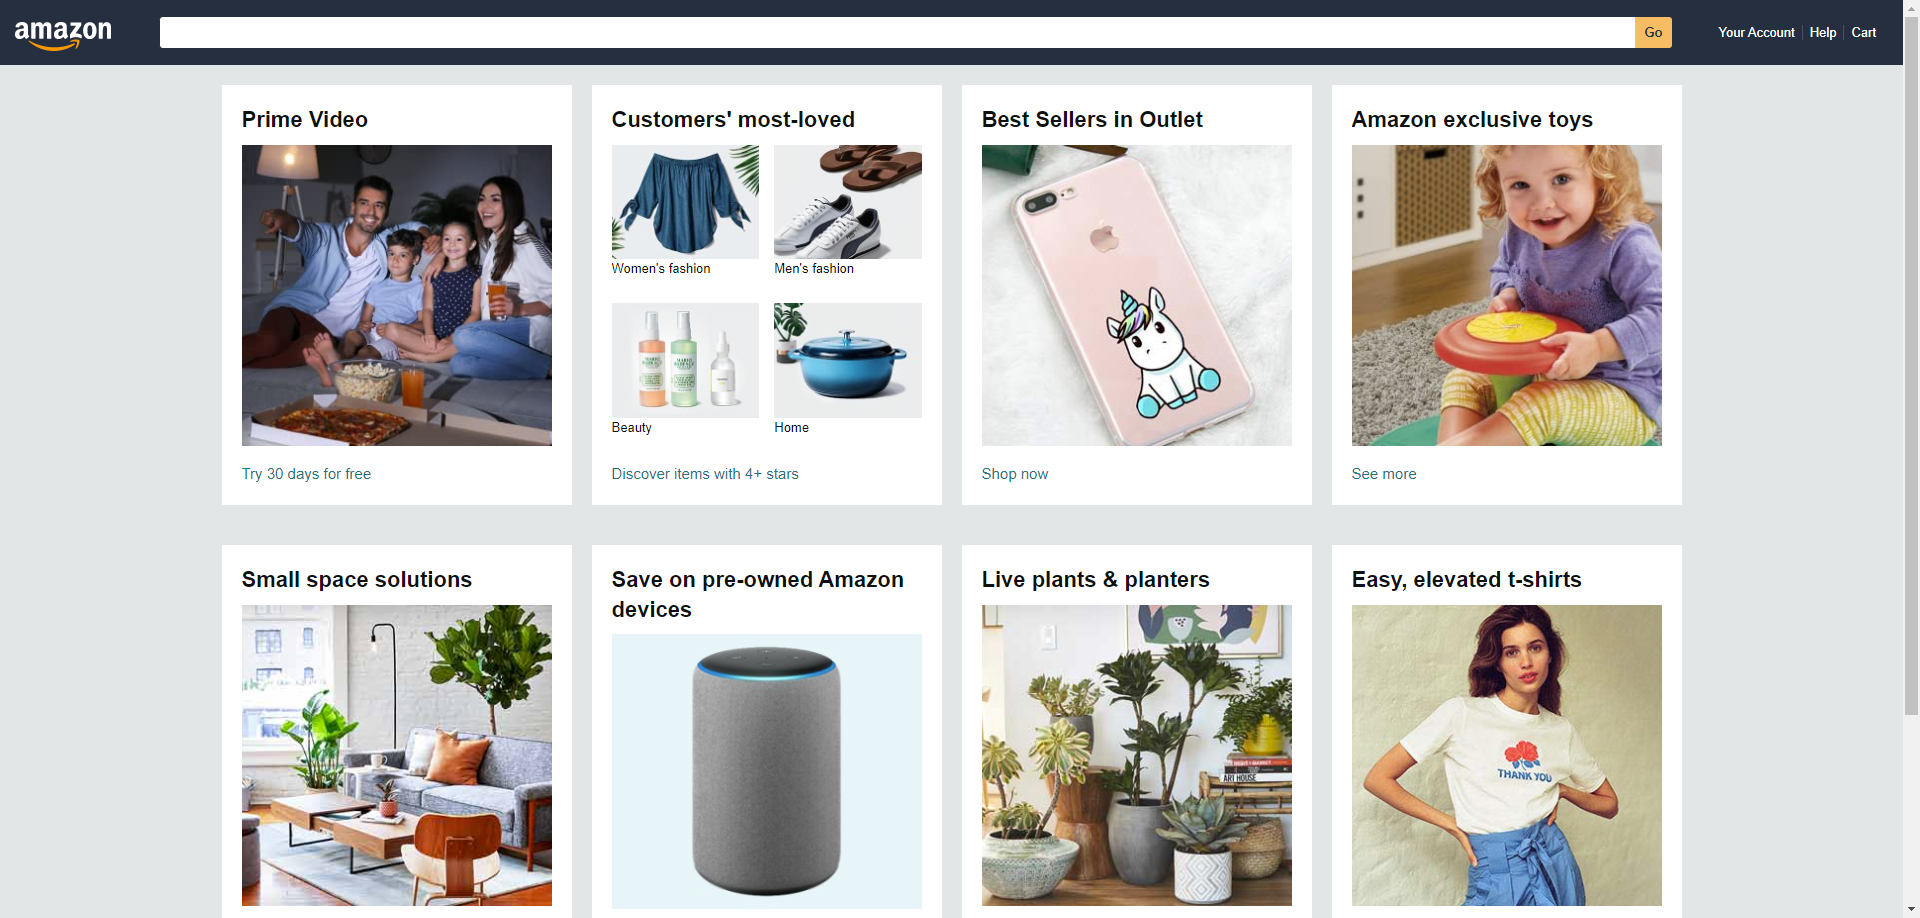 amazon
Go
Your Account
Help
Cart
Prime Video
Customers' most-loved
Best Sellers in Outlet
Amazon exclusive toys
Women's fashion
Men's fashion
Beauty
Home
Try 30 days for free
Discover items with 4+ stars
Shop now
See more
Small space solutions
Save on pre-owned Amazon
devices
Live plants & planters
Easy, elevated t-shirts
ART HOUSE
THANK YOU